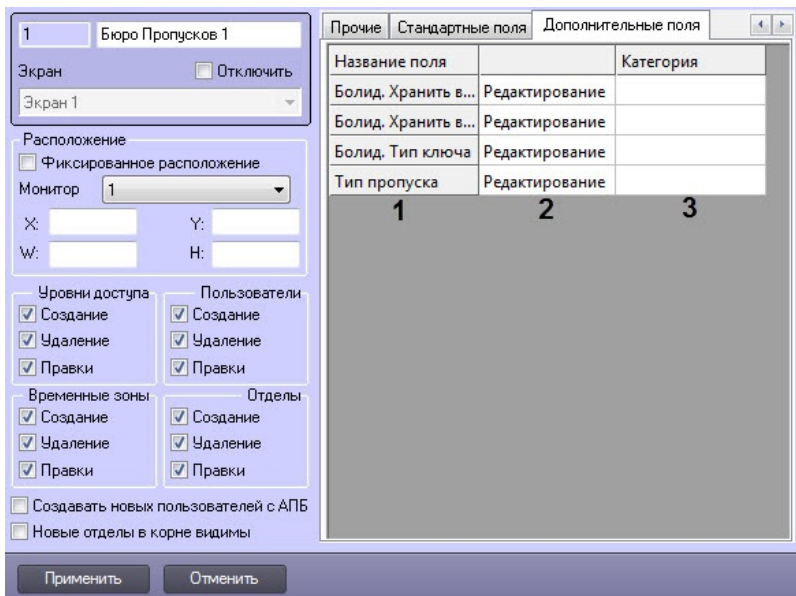 1 Бюро Пропусков 1
Экран Отключить
Экран 1
Расположение
Фиксированное расположение
Монитор 1
X: Y:
W: H:
Уровни доступа Пользователи
Создание Создание
Удаление Удаление
Правки Правки
Временные зоны Отделы
Создание Создание
Удаление Удаление
Правки Правки
Создавать новых пользователей с АПБ
Новые отделы в корне видимы
Прочие Стандартные поля Дополнительные поля
Название поля Категория
Болид. Хранить в... Редактирование
Болид. Хранить в... Редактирование
Болид. Тип ключа Редактирование
Тип пропуска Редактирование
1 2 3
Применить Отменить